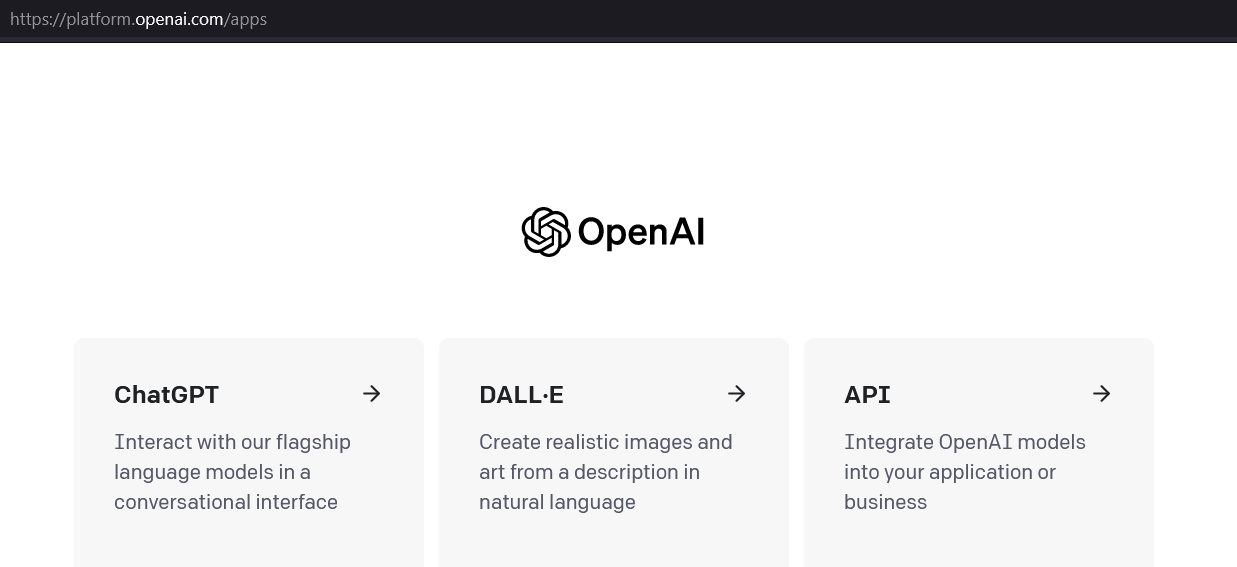 https://platform.openai.com/apps
OpenAI
ChatGPT
Interact with our flagship
language models in a
conversational interface
DALL·E
Create realistic images and
art from a description in
natural language
API
Integrate OpenAI models
into your application or
business